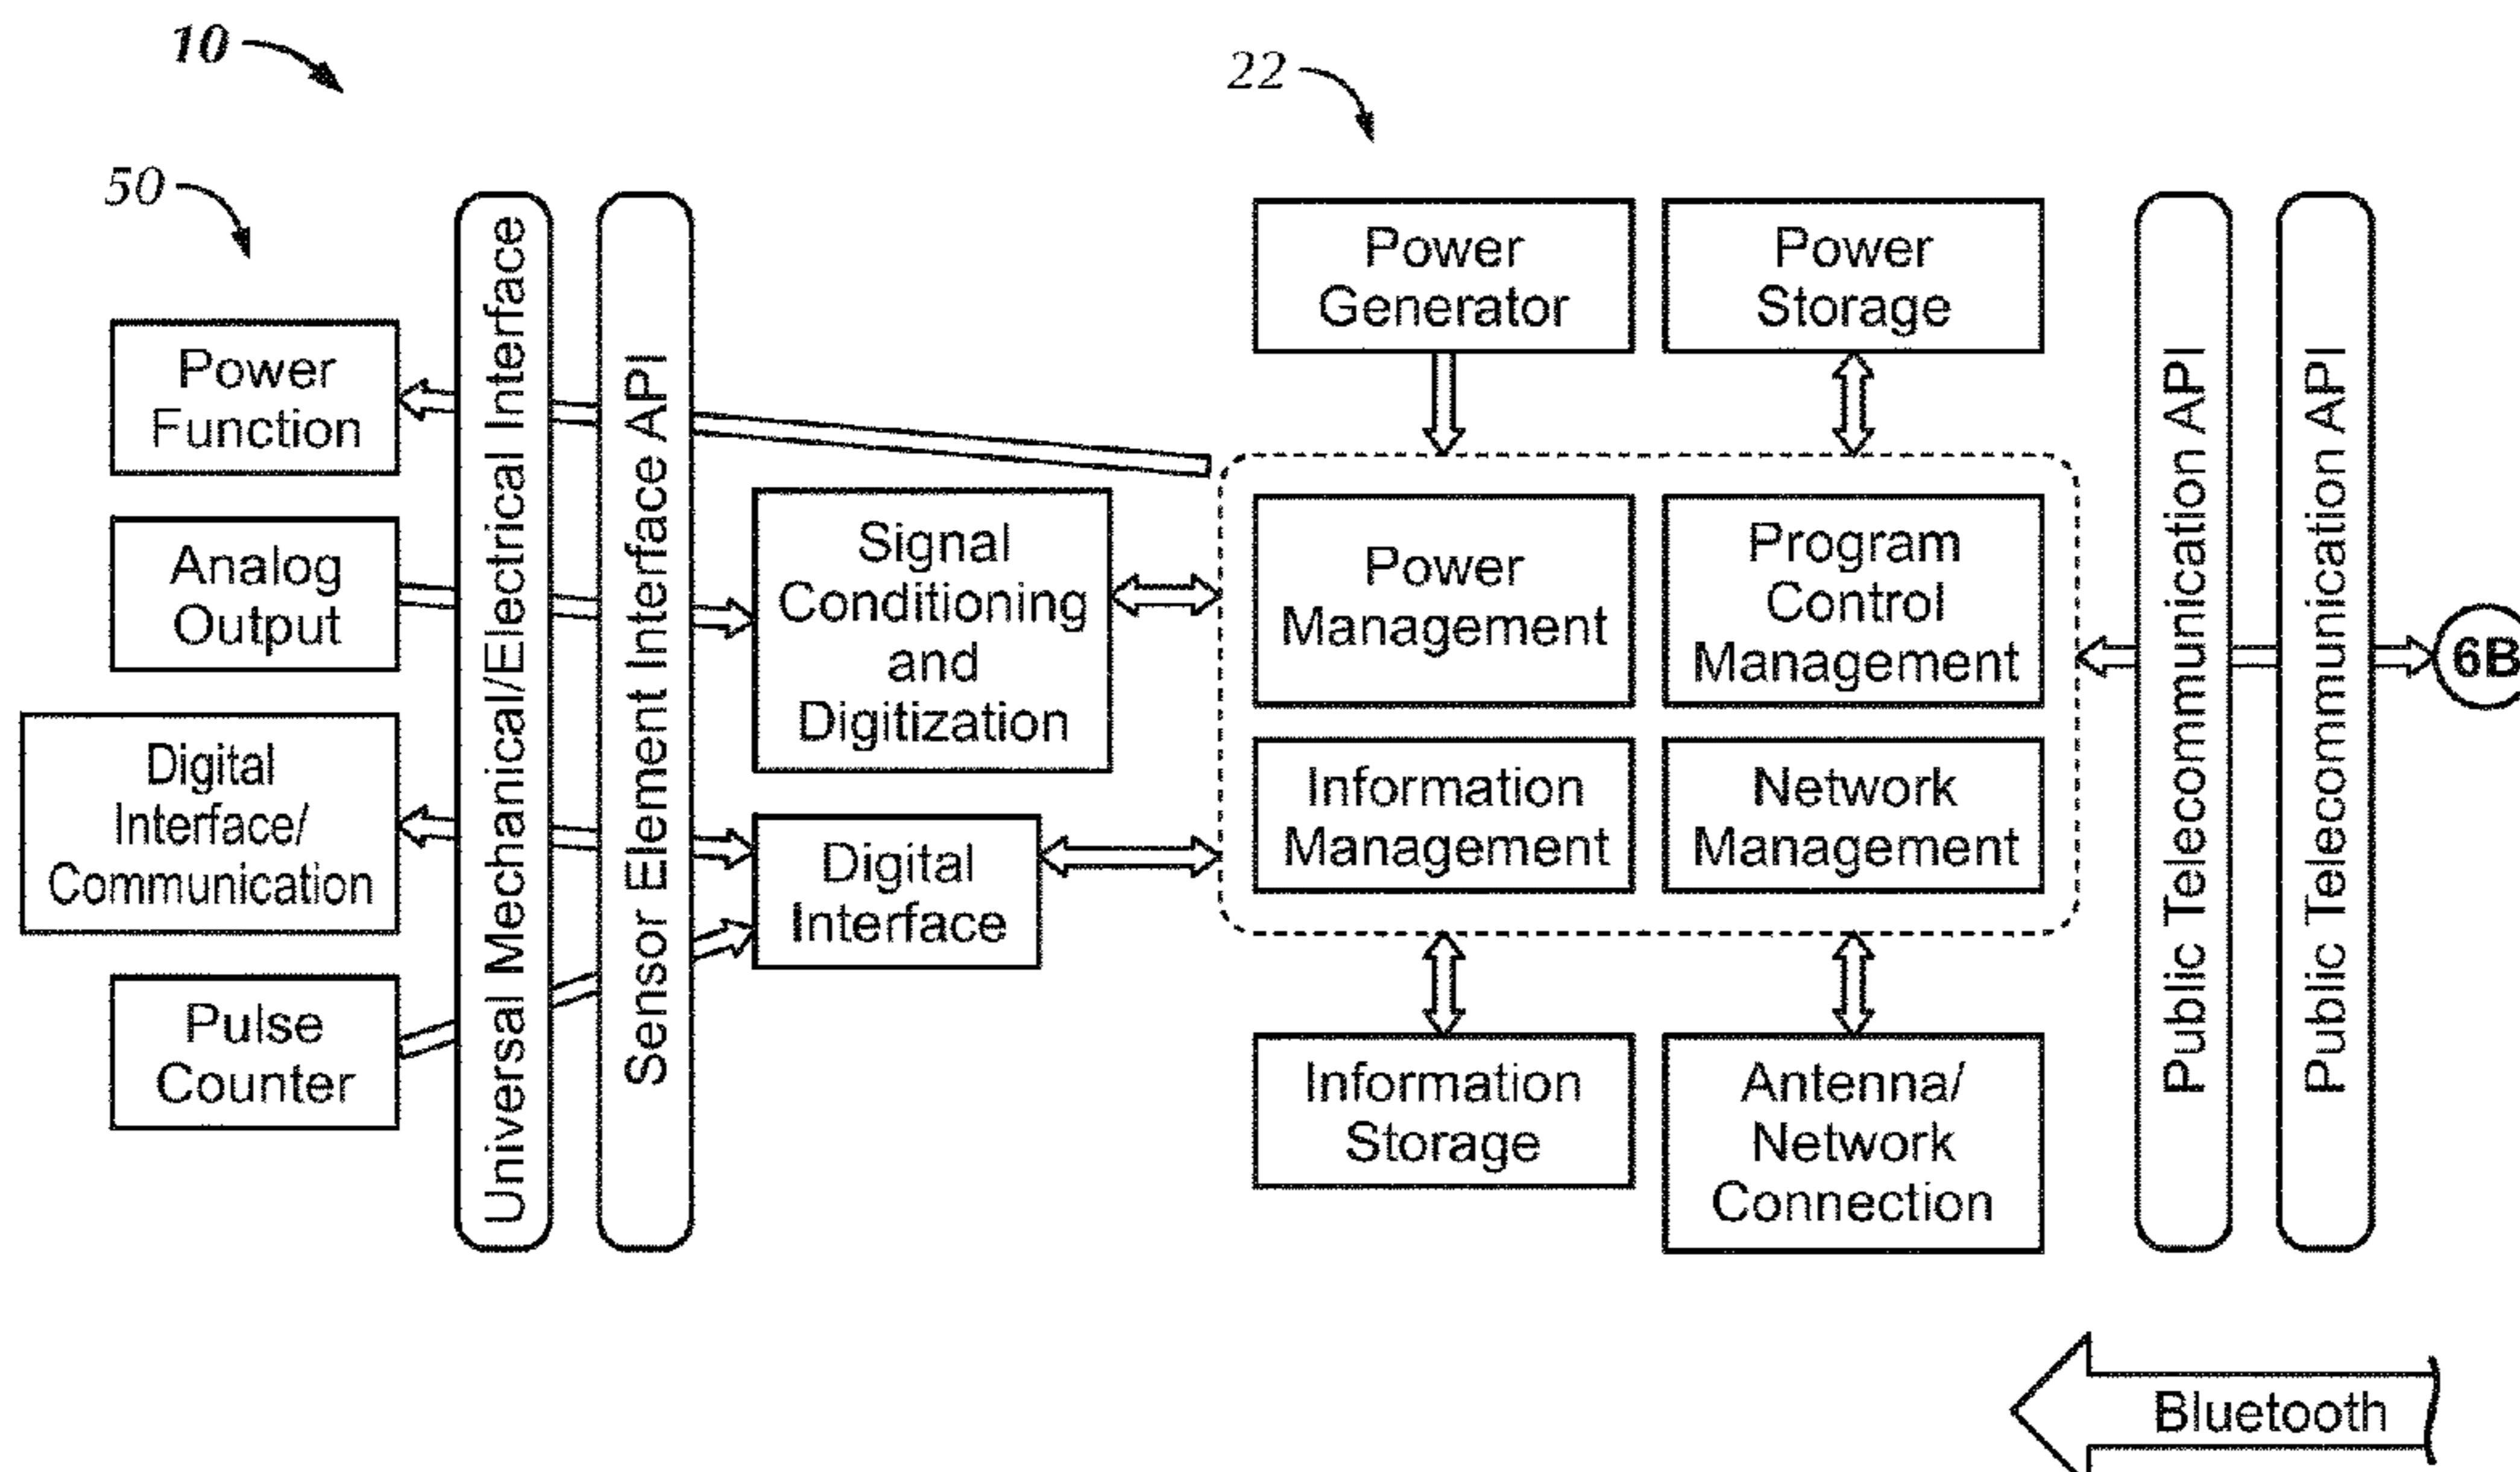 10
22
50
Power
Function
Analog
Output
Digital
Interface/
Communication
Pulse
Counter
Universal Mechanical/Electrical Interface
Sensor Element Interface API
Signal
Conditioning
and
Digitization
Digital
Interface
Power
Generator
Power
Storage
Power
Management
Program
Control
Management
Information
Management
Network
Management
Information
Storage
Antenna/
Network
Connection
Public Telecommunication API
Public Telecommunication API
6B
Bluetooth